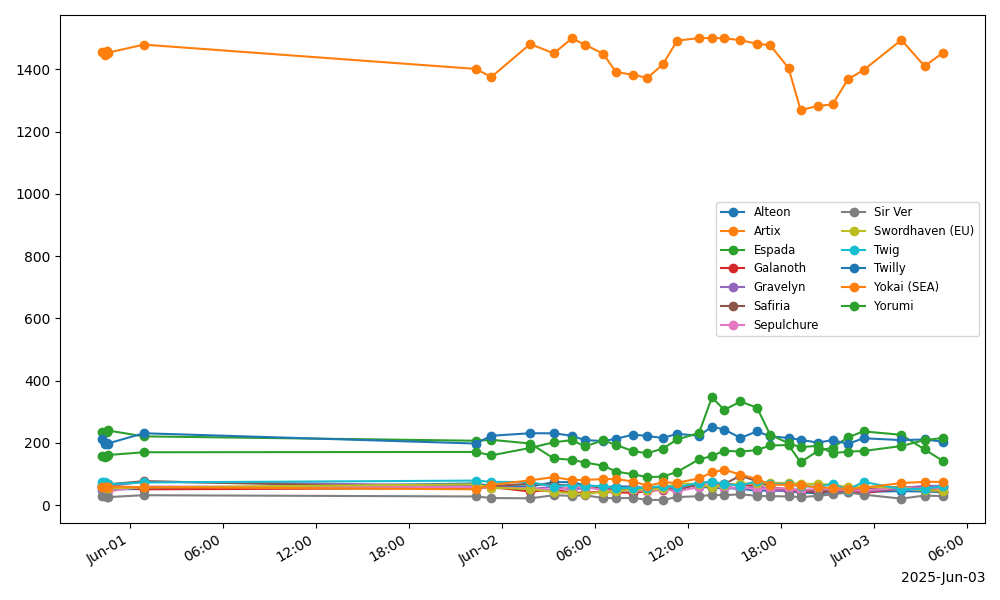 1400
1200
1000
800
600
400
200
0
Alteon
Artix
Espada
Galanoth
Gravelyn
Safiria
Sepulchure
Sir Ver
Swordhaven (EU)
Twig
Twilly
Yokai (SEA)
Yorumi
Jun-01
06:00
12:00
18:00
Jun-02
06:00
12:00
18:00
Jun-03
06:00
2025-Jun-03